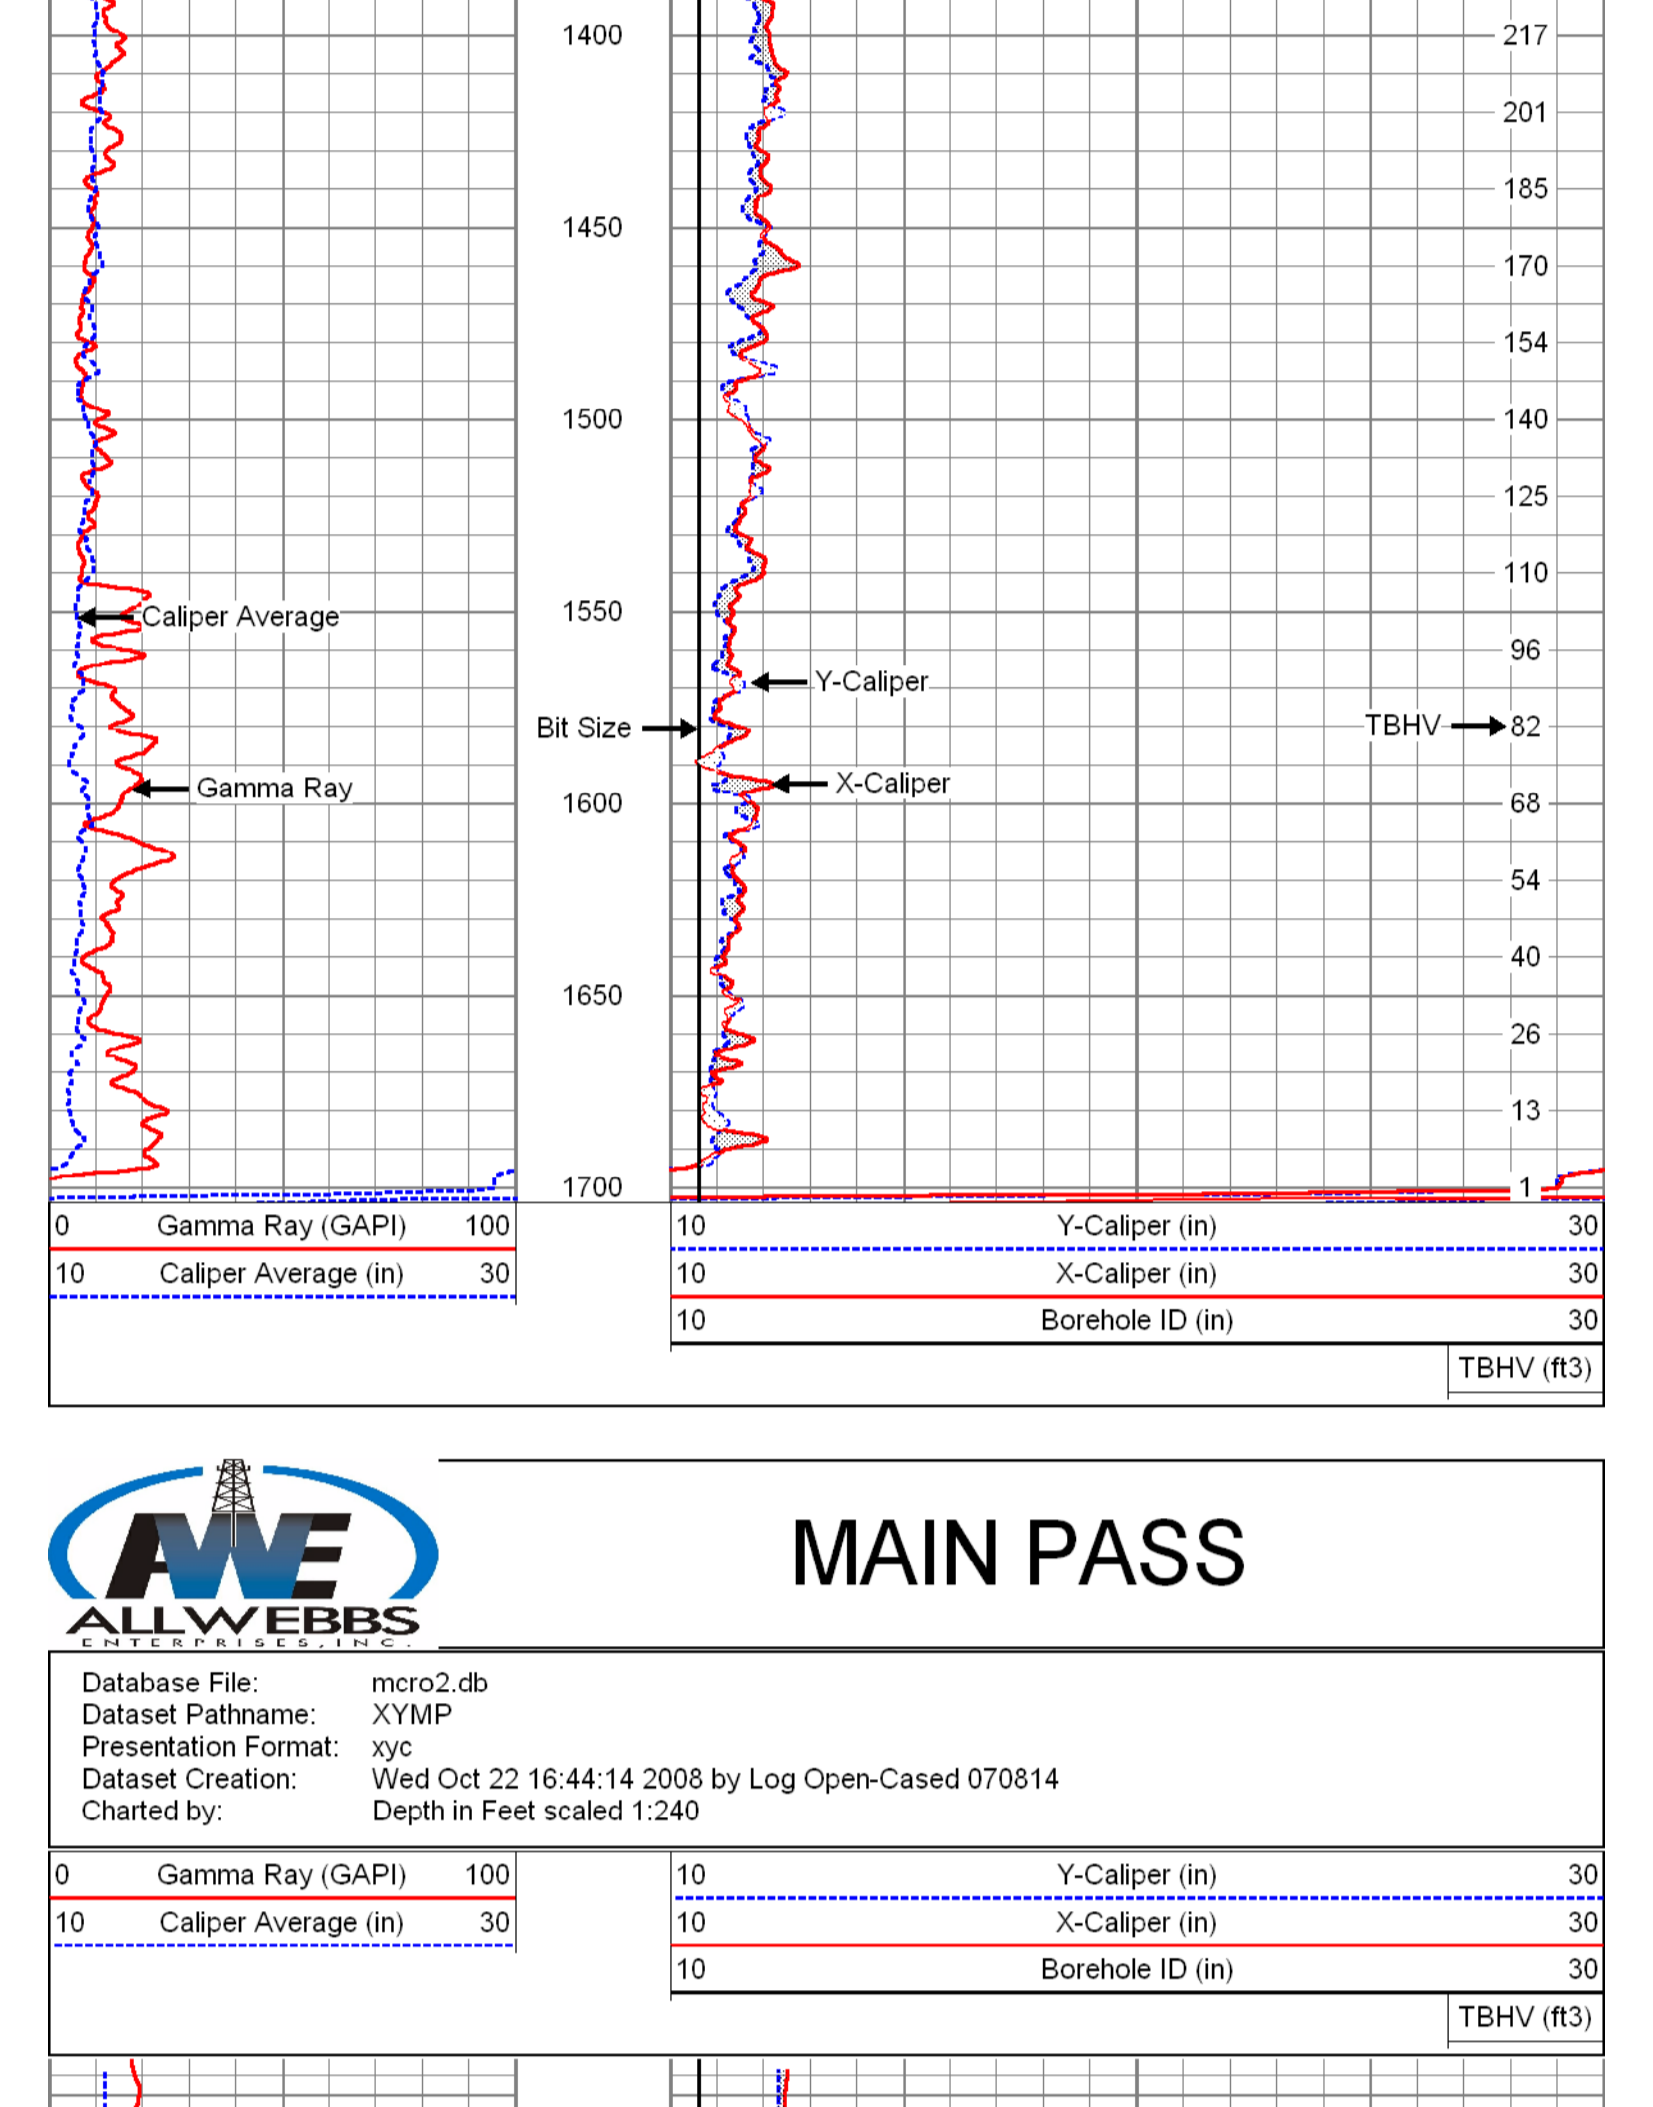 1400 217
201
185
1450
170
154
1500 140
125
110
1550
Caliper Average
96
Y-Caliper
Bit Size TBHV 82
Gamma Ray X-Caliper
1600 68
54
40
1650
26
13
1700 1
0 Gamma Ray (GAPI) 100 10 Y-Caliper (in) 30
10 Caliper Average (in) 30 10 X-Caliper (in) 30
10 Borehole ID (in) 30
TBHV (ft3)
AWE
ALLWEBBS
ENTERPRISES, INC.
MAIN PASS
Database File: mcro2.db
Dataset Pathname: XYMP
Presentation Format: xyc
Dataset Creation: Wed Oct 22 16:44:14 2008 by Log Open-Cased 070814
Charted by: Depth in Feet scaled 1:240
0 Gamma Ray (GAPI) 100 10 Y-Caliper (in) 30
10 Caliper Average (in) 30 10 X-Caliper (in) 30
10 Borehole ID (in) 30
TBHV (ft3)